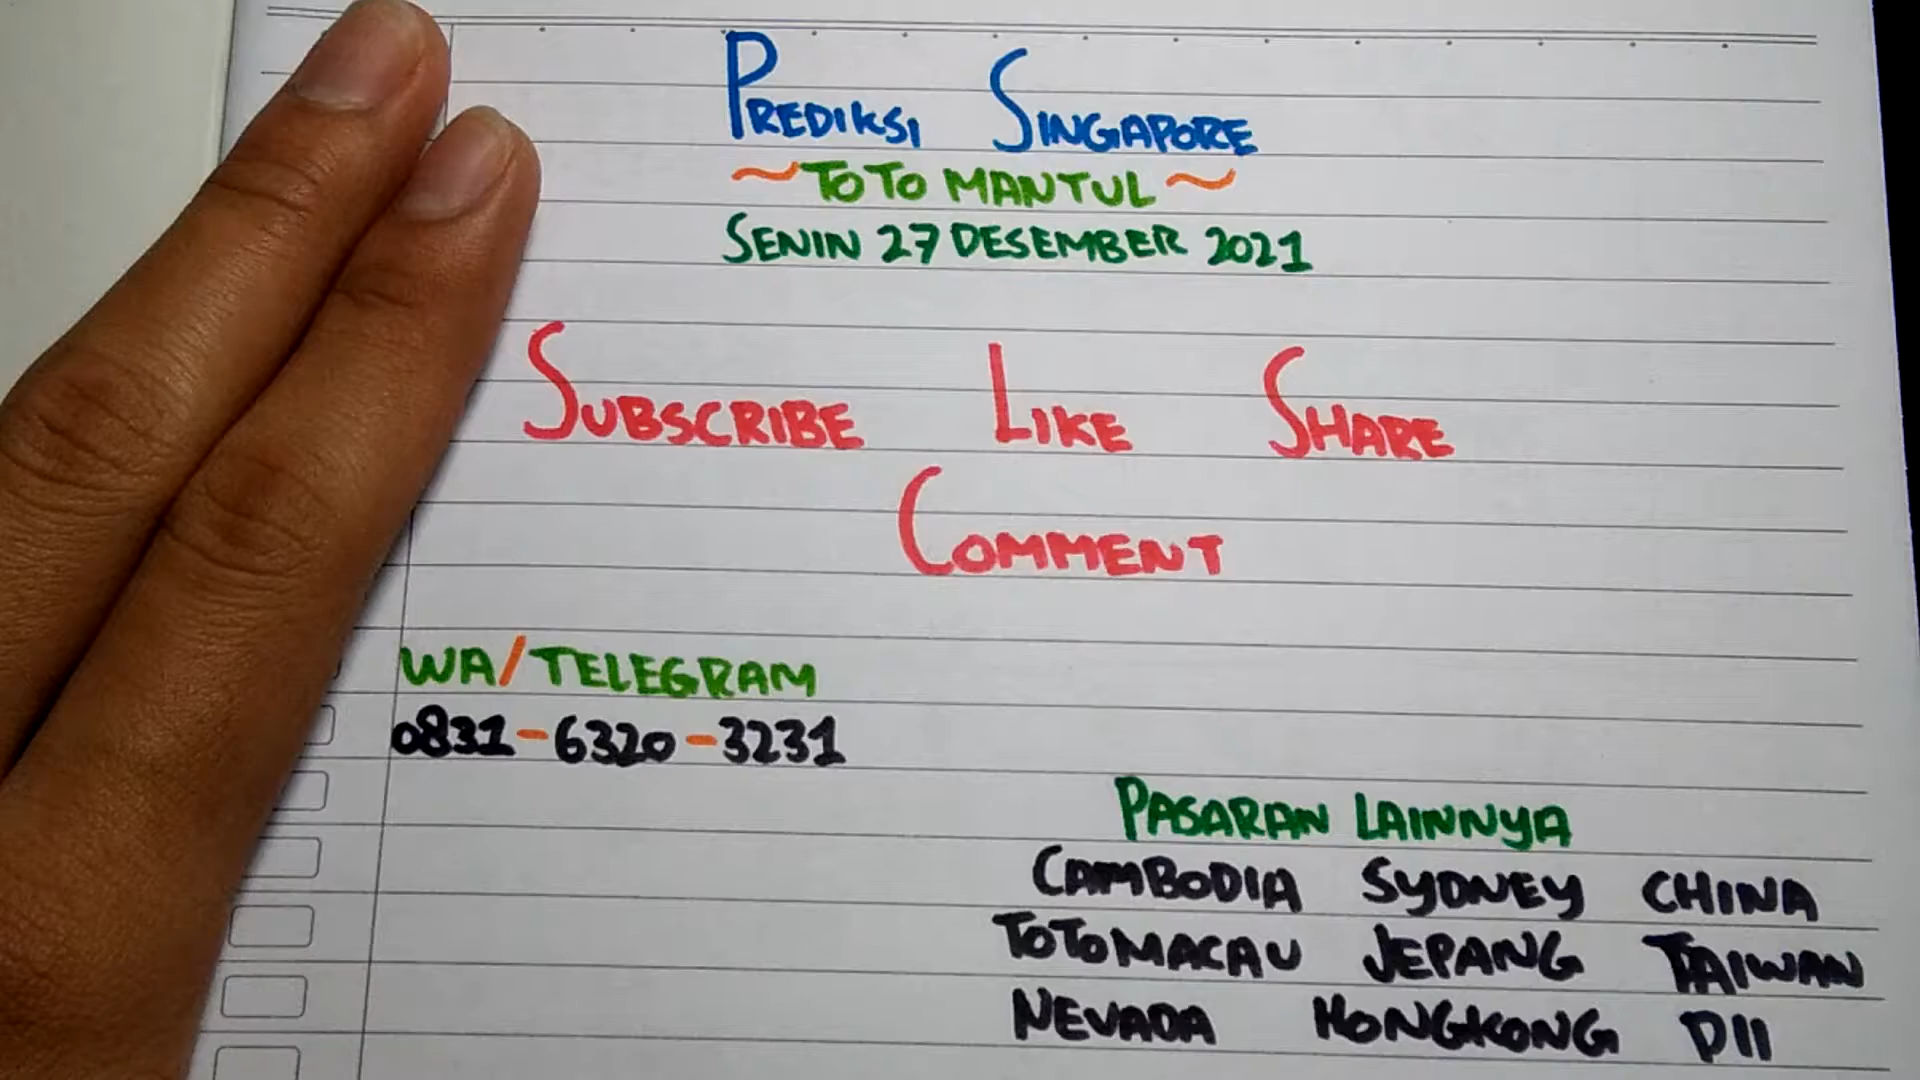 PREDIKSI SINGAPORE
~TOTO MANTUL~
SENIN 27 DESEMBER 2021
SUBSCRIBE LIKE SHARE
COMMENT
WA/TELEGRAM
0831-6320-3231
PASARAN LAINNYA
CAMBODIA SYDNEY CHINA
TOTOMACAU JEPANG TAIWAN
NEVADA HONGKONG Dll